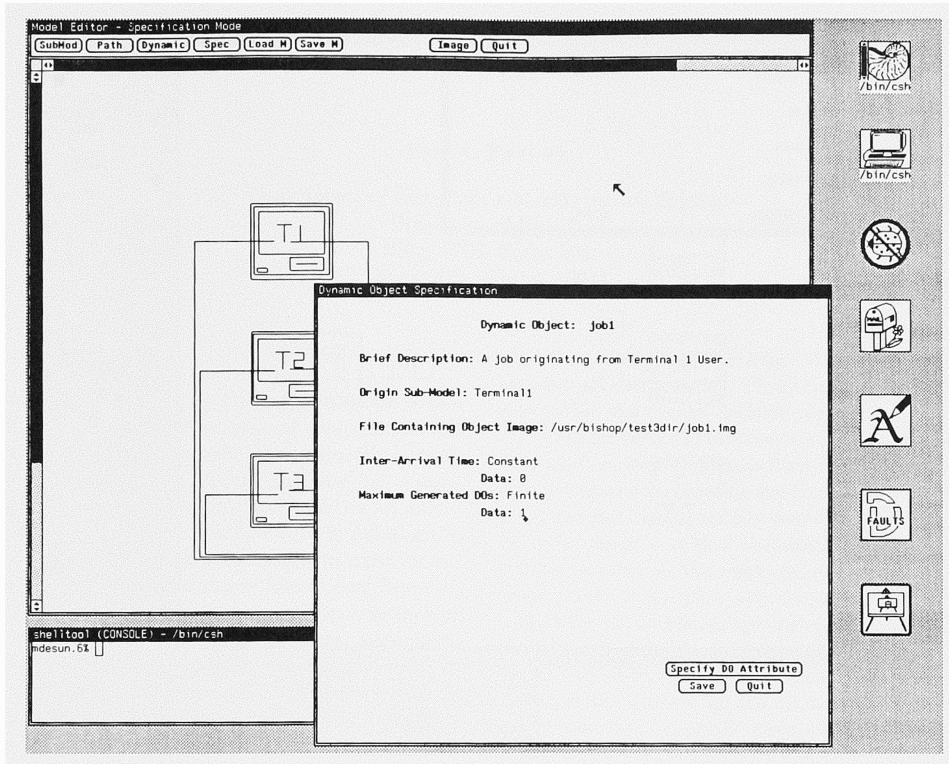 Model Editor - Specification Mode
SubMod Path Dynamic Spec Load M Save M Image Quit
/bin/csh
/bin/csh
T1
T2
T3
Dynamic Object Specification
Dynamic Object: job1
Brief Description: A job originating from Terminal 1 User.
Origin Sub-Model: Terminal1
File Containing Object Image: /usr/bishop/test3dir/job1.img
Inter-Arrival Time: Constant
Data: 0
Maximum Generated DOs: Finite
Data: 1
Specify DO Attribute
Save Quit
MAIL
A
D
FAULTS
shelltool (CONSOLE) - /bin/csh
mdesun.6%